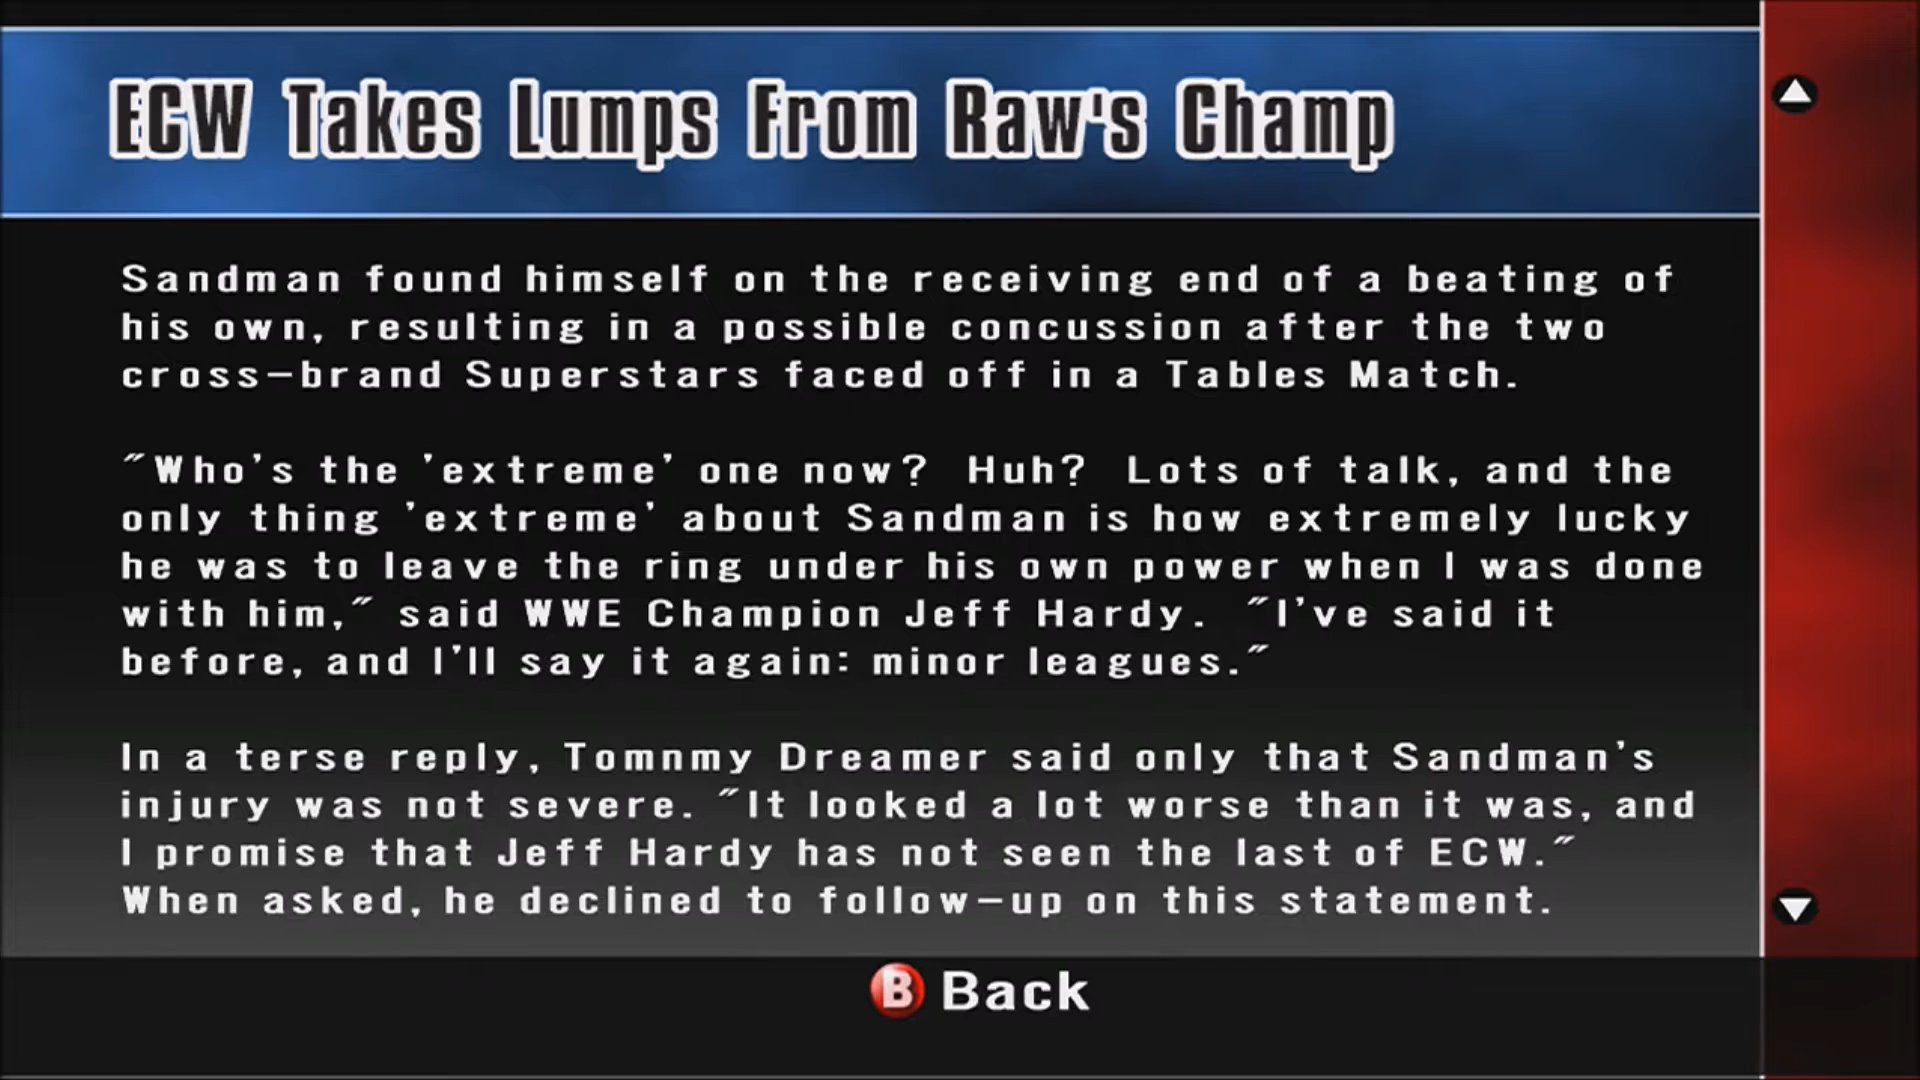 ECW Takes Lumps From Raw's Champ
Sandman found himself on the receiving end of a beating of
his own, resulting in a possible concussion after the two
cross-brand Superstars faced off in a Tables Match.
"Who's the 'extreme' one now?  Huh?  Lots of talk, and the
only thing 'extreme' about Sandman is how extremely lucky
he was to leave the ring under his own power when I was done
with him," said WWE Champion Jeff Hardy.  "I've said it
before, and I'll say it again: minor leagues."
In a terse reply, Tomnmy Dreamer said only that Sandman's
injury was not severe. "It looked a lot worse than it was, and
I promise that Jeff Hardy has not seen the last of ECW."
When asked, he declined to follow-up on this statement.
B Back